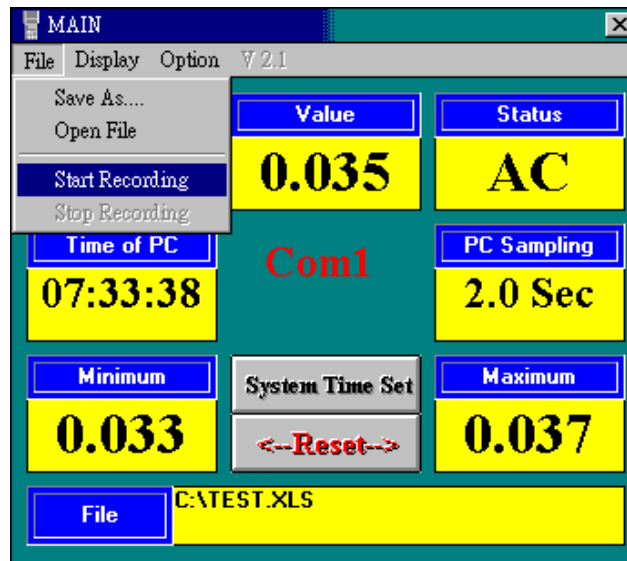 MAIN
File Display Option V 2.1
Save As....
Open File
Start Recording
Stop Recording
Value
0.035
Status
AC
Time of PC
07:33:38
Com1
PC Sampling
2.0 Sec
Minimum
0.033
System Time Set
<--Reset-->
Maximum
0.037
File
C:\TEST.XLS